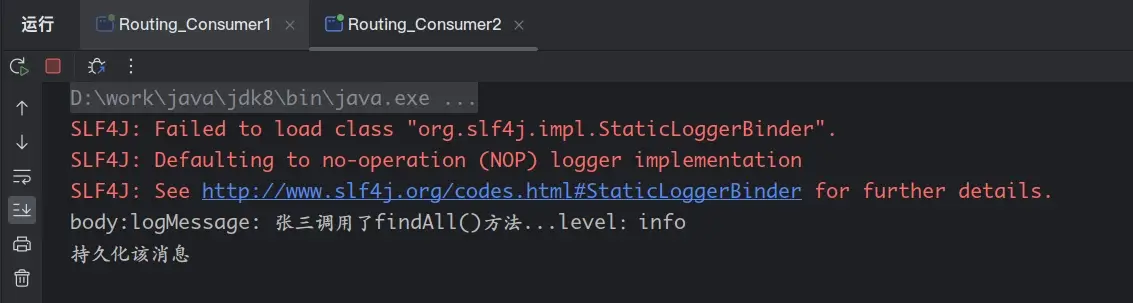 运行 Routing_Consumer1 Routing_Consumer2
D:\work\java\jdk8\bin\java.exe ...
SLF4J: Failed to load class "org.slf4j.impl.StaticLoggerBinder".
SLF4J: Defaulting to no-operation (NOP) logger implementation
SLF4J: See http://www.slf4j.org/codes.html#StaticLoggerBinder for further details.
body:logMessage: 张三调用了findAll()方法...level: info
持久化该消息